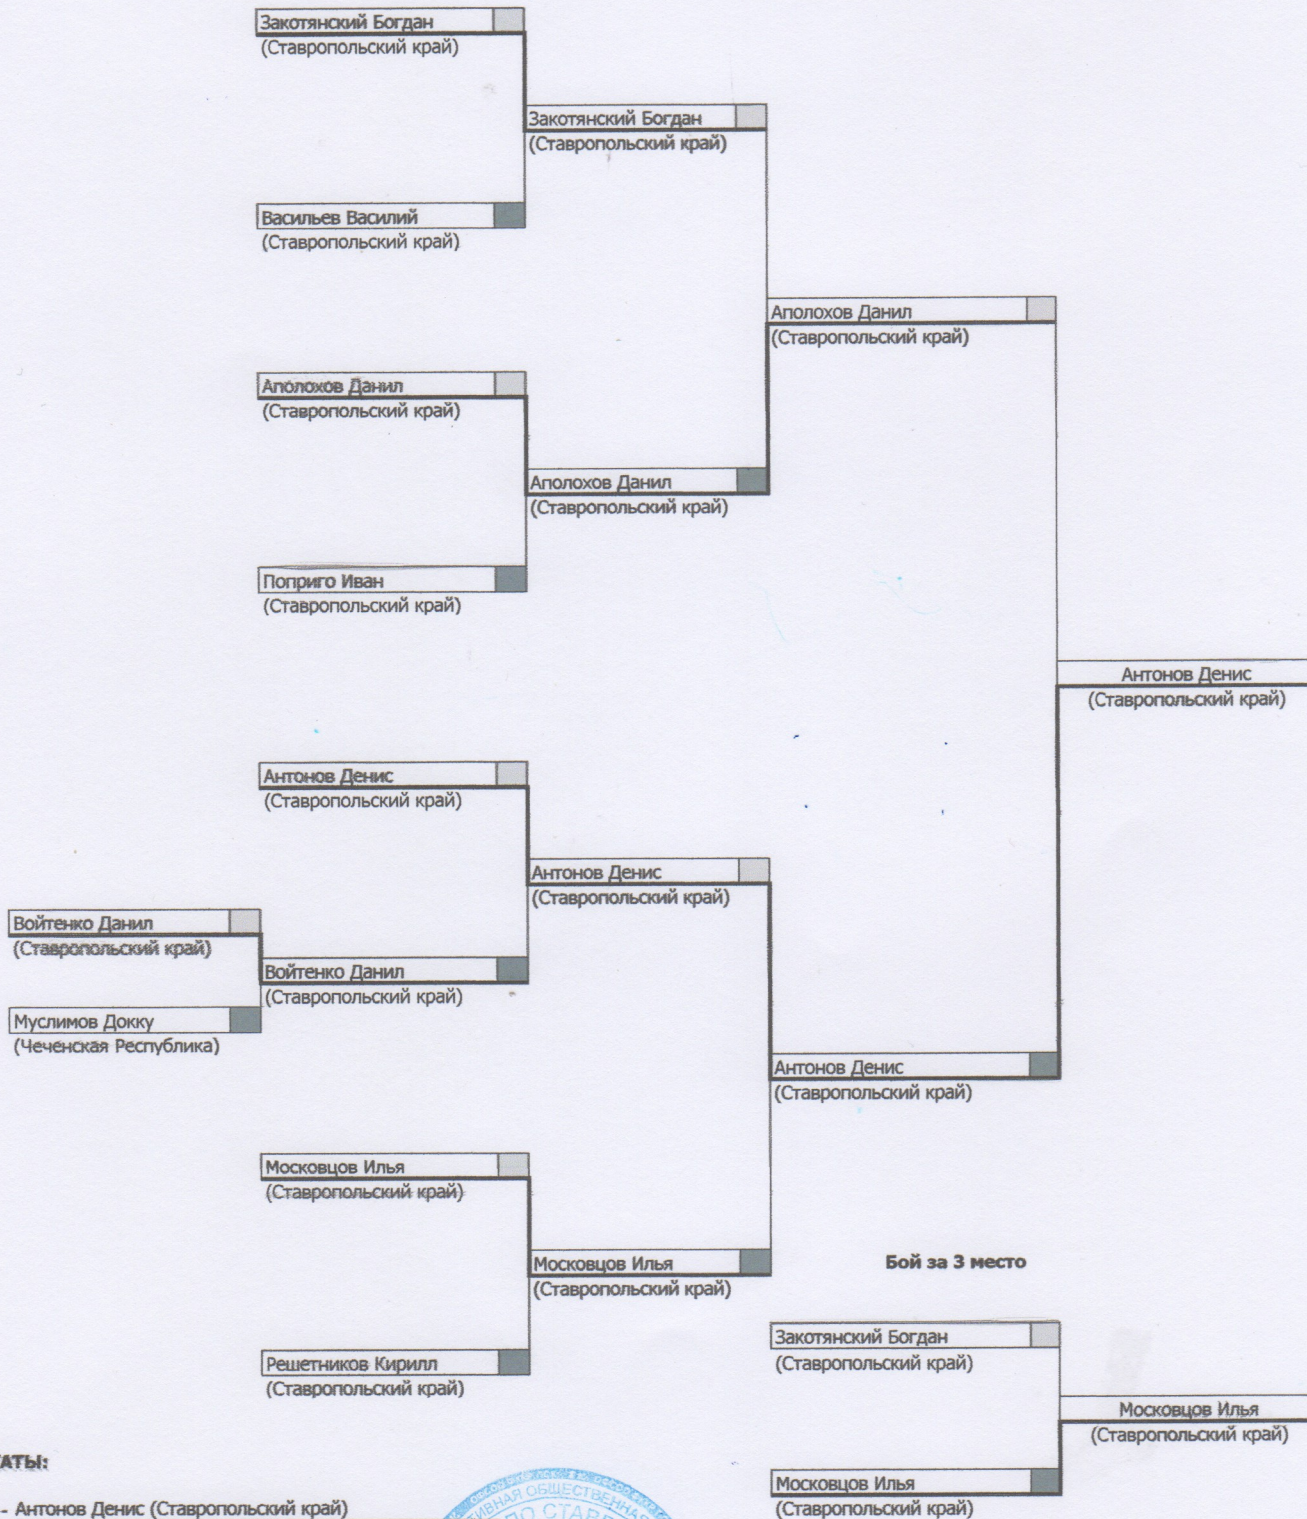 Закотянский Богдан
(Ставропольский край)
Закотянский Богдан
(Ставропольский край)
Васильев Василий
(Ставропольский край)
Аполохов Данил
(Ставропольский край)
Аполохов Данил
(Ставропольский край)
Аполохов Данил
(Ставропольский край)
Поприго Иван
(Ставропольский край)
Антонов Денис
(Ставропольский край)
Антонов Денис
(Ставропольский край)
Антонов Денис
(Ставропольский край)
Войтенко Данил
(Ставропольский край)
Войтенко Данил
(Ставропольский край)
Муслимов Докку
(Чеченская Республика)
Антонов Денис
(Ставропольский край)
Московцов Илья
(Ставропольский край)
Московцов Илья
(Ставропольский край)
Решетников Кирилл
(Ставропольский край)
Бой за 3 место
Закотянский Богдан
(Ставропольский край)
Московцов Илья
(Ставропольский край)
Московцов Илья
(Ставропольский край)
ТАТЫ:
- Антонов Денис (Ставропольский край)
ОБЩЕСТВЕННАЯ
ПО